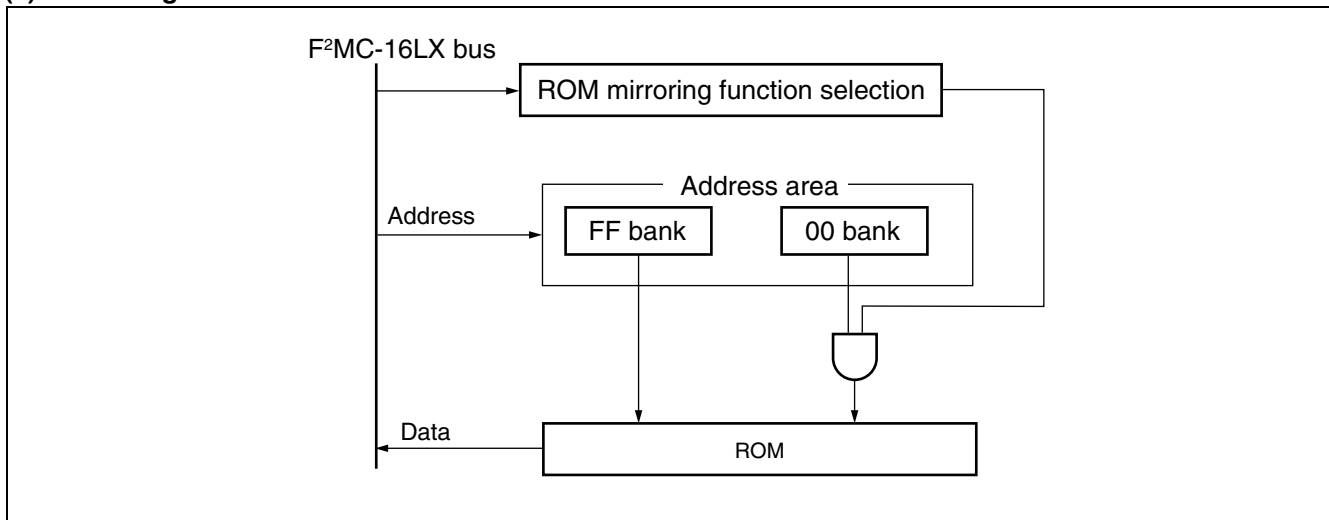 F²MC-16LX bus
ROM mirroring function selection
Address area
Address
FF bank
00 bank
Data
ROM